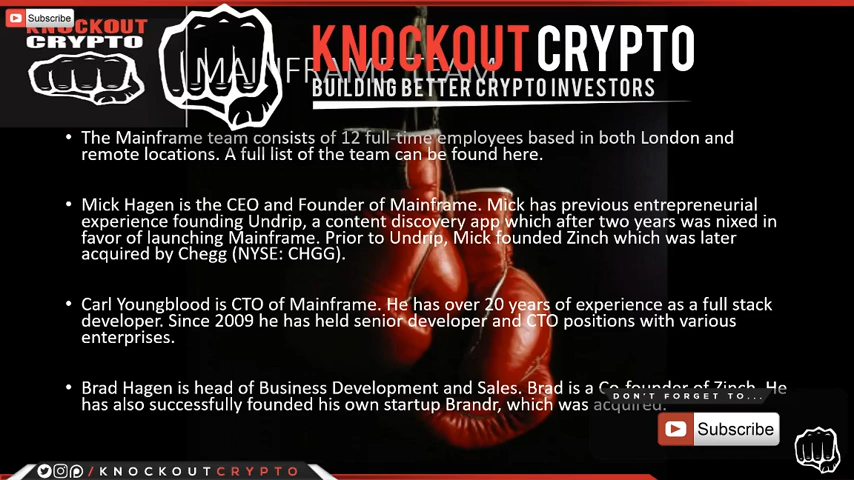 Subscribe
KNOCKOUT
CRYPTO
KNOCKOUT CRYPTO
MAINFRAME TEAM
BUILDING BETTER CRYPTO INVESTORS
• The Mainframe team consists of 12 full-time employees based in both London and
remote locations. A full list of the team can be found here.
• Mick Hagen is the CEO and Founder of Mainframe. Mick has previous entrepreneurial
experience founding Undrip, a content discovery app which after two years was nixed in
favor of launching Mainframe. Prior to Undrip, Mick founded Zinch which was later
acquired by Chegg (NYSE: CHGG).
• Carl Youngblood is CTO of Mainframe. He has over 20 years of experience as a full stack
developer. Since 2009 he has held senior developer and CTO positions with various
enterprises.
• Brad Hagen is head of Business Development and Sales. Brad is a Co-founder of Zinch. He
has also successfully founded his own startup Brandr, which was acquired.
DON'T FORGET TO...
Subscribe
/KNOCKOUTCRYPTO